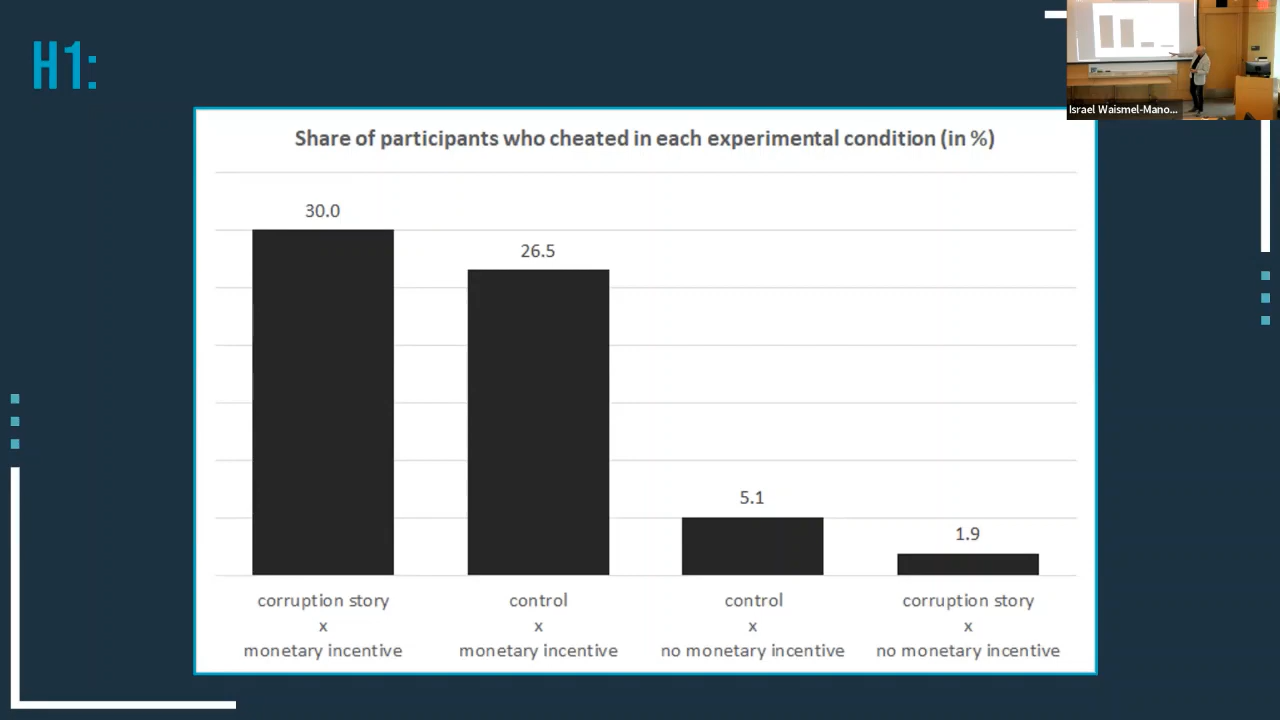 H1:
Israel Waismel-Mano...
Share of participants who cheated in each experimental condition (in %)
30.0
26.5
5.1
1.9
corruption story
x
monetary incentive
control
x
monetary incentive
control
x
no monetary incentive
corruption story
x
no monetary incentive